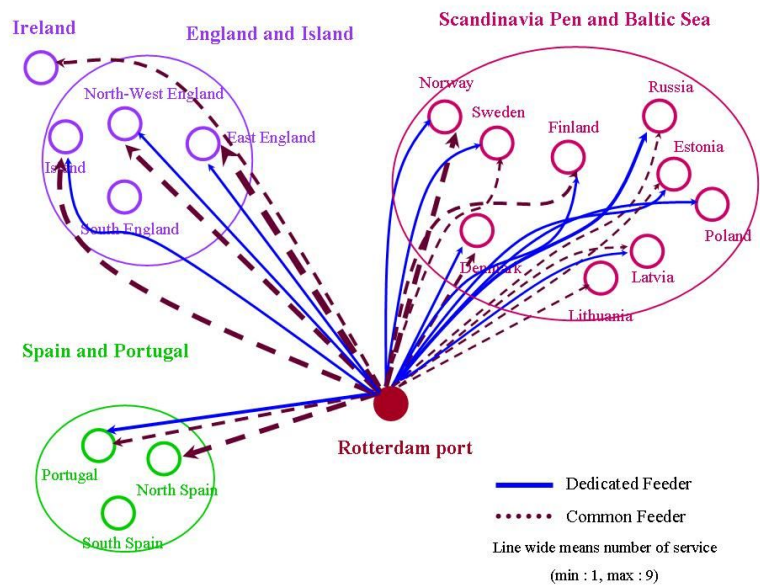 Scandinavia Pen and Baltic Sea
Ireland
England and Island
Norway
Russia
North-West England
Sweden
Finland
East England
Estonia
Island
South England
Poland
Denmark
Latvia
Lithuania
Spain and Portugal
Rotterdam port
Portugal
North Spain
South Spain
Dedicated Feeder
Common Feeder
Line wide means number of service
(min : 1, max : 9)